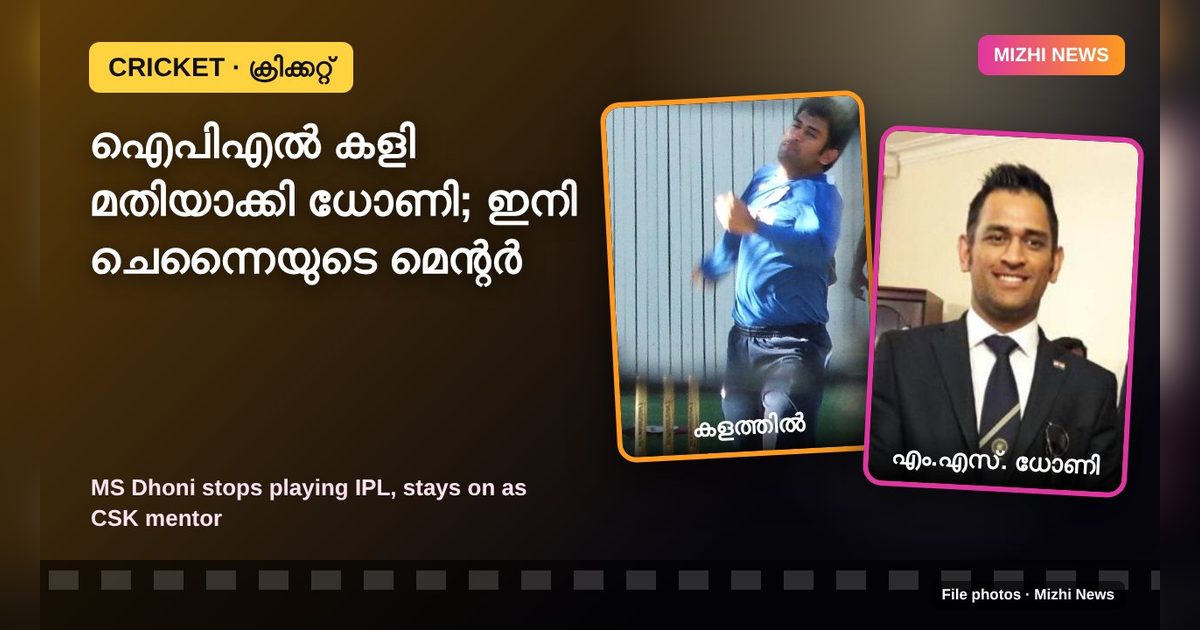 CRICKET · ക്രിക്കറ്റ്
MIZHI NEWS
ഐപിഎൽ കളി
മതിയാക്കി ധോണി; ഇനി
ചെന്നൈയുടെ മെന്റർ
കളത്തിൽ
എം.എസ്. ധോണി
MS Dhoni stops playing IPL, stays on as
CSK mentor
File photos · Mizhi News